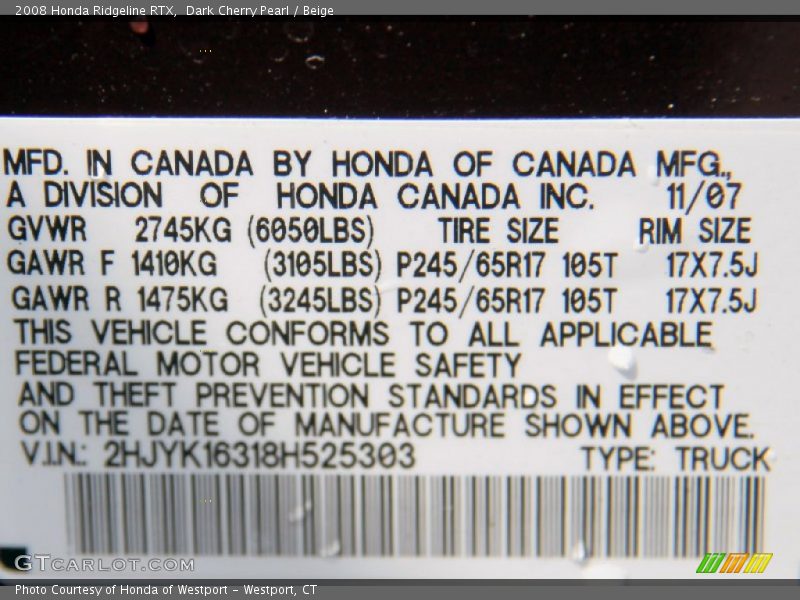 2008 Honda Ridgeline RTX, Dark Cherry Pearl / Beige
MFD. IN CANADA BY HONDA OF CANADA MFG.,
A DIVISION OF HONDA CANADA INC. 11/07
GVWR 2745KG (6050LBS) TIRE SIZE RIM SIZE
GAWR F 1410KG (3105LBS) P245/65R17 105T 17X7.5J
GAWR R 1475KG (3245LBS) P245/65R17 105T 17X7.5J
THIS VEHICLE CONFORMS TO ALL APPLICABLE
FEDERAL MOTOR VEHICLE SAFETY
AND THEFT PREVENTION STANDARDS IN EFFECT
ON THE DATE OF MANUFACTURE SHOWN ABOVE.
V.I.N.: 2HJYK16318H525303 TYPE: TRUCK
GTCARLOT.COM
Photo Courtesy of Honda of Westport - Westport, CT